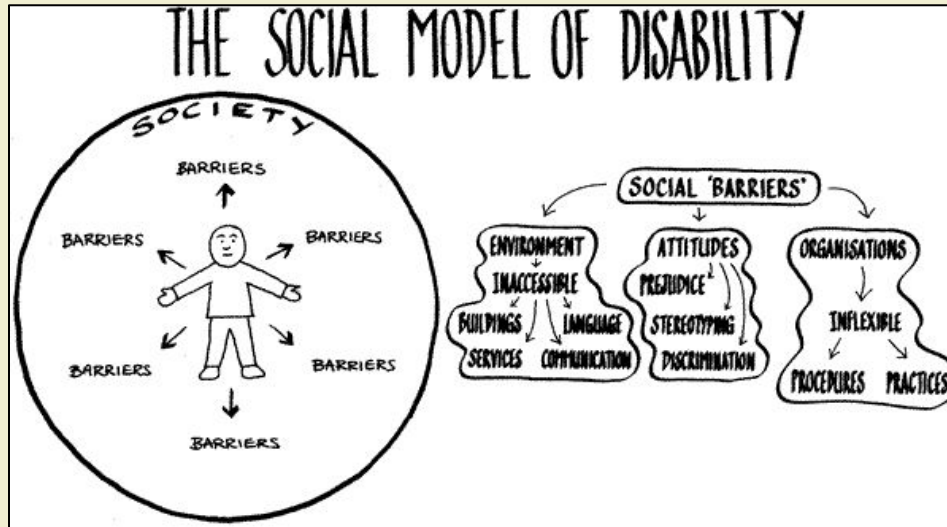 THE SOCIAL MODEL OF DISABILITY
SOCIETY
BARRIERS
BARRIERS
BARRIERS
BARRIERS
BARRIERS
BARRIERS
SOCIAL 'BARRIERS'
ENVIRONMENT
INACCESSIBLE
BUILDINGS
LANGUAGE
SERVICES
COMMUNICATION
ATTITUDES
PREJUDICE
STEREOTYPING
DISCRIMINATION
ORGANISATIONS
INFLEXIBLE
PROCEDURES
PRACTICES